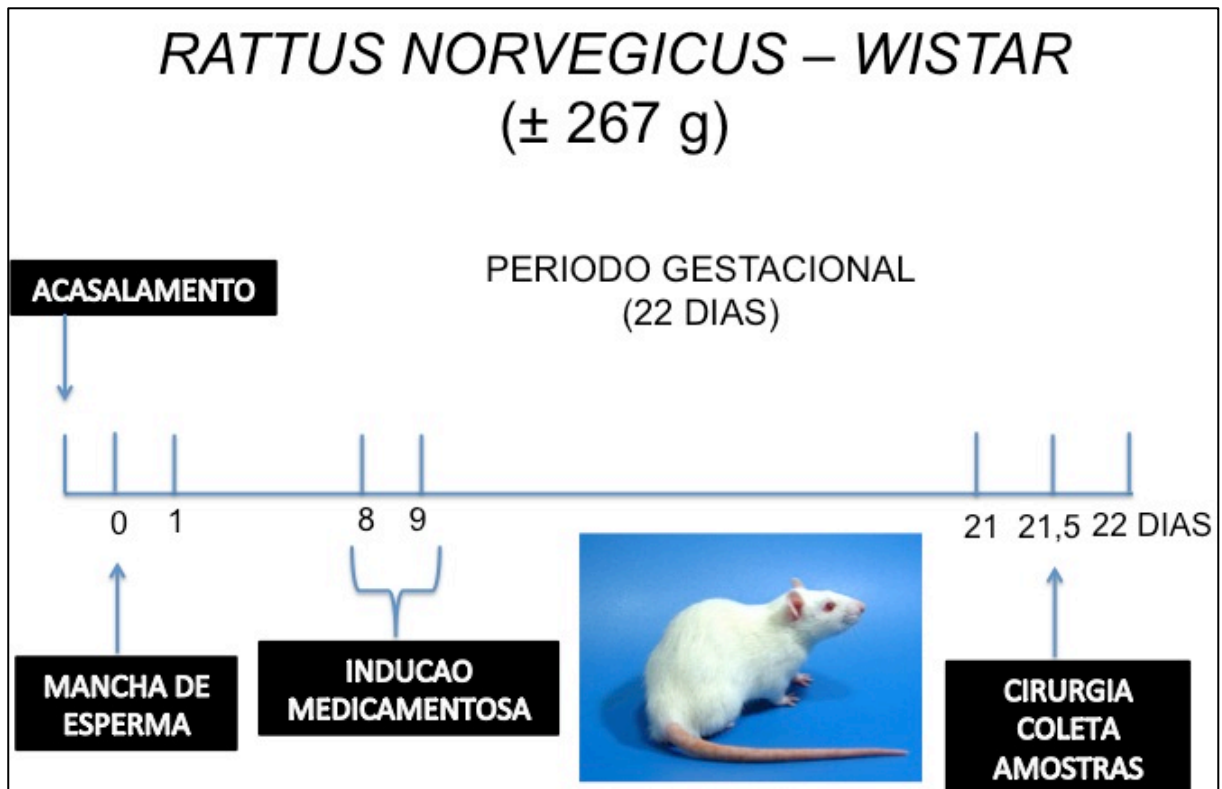 RATTUS NORVEGICUS – WISTAR
(± 267 g)
ACASALAMENTO
PERIODO GESTACIONAL
(22 DIAS)
0 1 8 9 21 21,5 22 DIAS
MANCHA DE
ESPERMA
INDUCAO
MEDICAMENTOSA
CIRURGIA
COLETA
AMOSTRAS